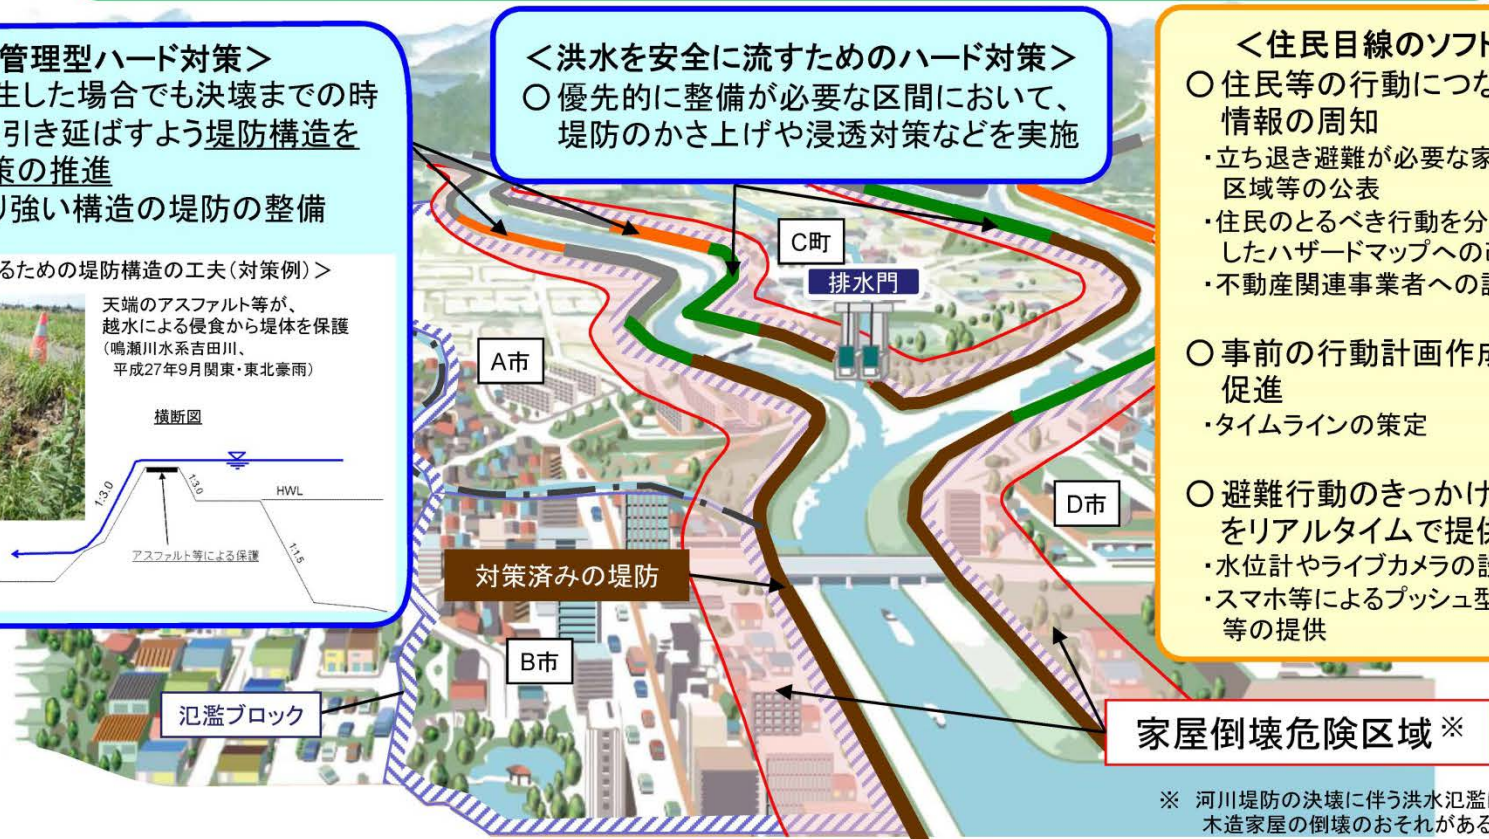 管理型ハード対策＞
生した場合でも決壊までの時
引き延ばすよう堤防構造を
策の推進
り強い構造の堤防の整備
るための堤防構造の工夫（対策例）＞
天端のアスファルト等が、
越水による侵食から堤体を保護
（鳴瀬川水系吉田川、
平成27年9月関東・東北豪雨）
横断図
1:3.0
1:3.0
HWL
1:1.5
アスファルト等による保護
＜洪水を安全に流すためのハード対策＞
○優先的に整備が必要な区間において、
堤防のかさ上げや浸透対策などを実施
C町
排水門
A市
D市
対策済みの堤防
B市
氾濫ブロック
＜住民目線のソフト
○住民等の行動につな
情報の周知
・立ち退き避難が必要な家
区域等の公表
・住民のとるべき行動を分
したハザードマップへの改
・不動産関連事業者への説
○事前の行動計画作成
促進
・タイムラインの策定
○避難行動のきっかけ
をリアルタイムで提供
・水位計やライブカメラの設
・スマホ等によるプッシュ型
等の提供
家屋倒壊危険区域※
※ 河川堤防の決壊に伴う洪水氾濫
木造家屋の倒壊のおそれがある